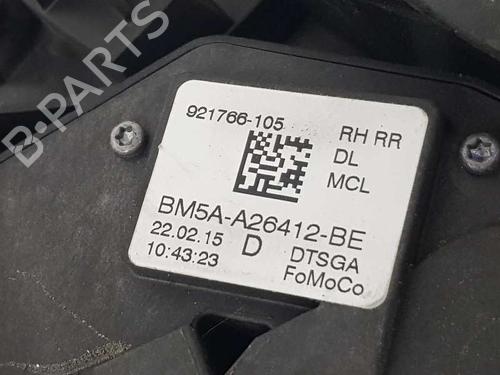 921766-105
RH RR
DL
MCL
BM5A-A26412-BE
22.02.15
D
DTSGA
10:43:23
FoMoCo
B-PARTS